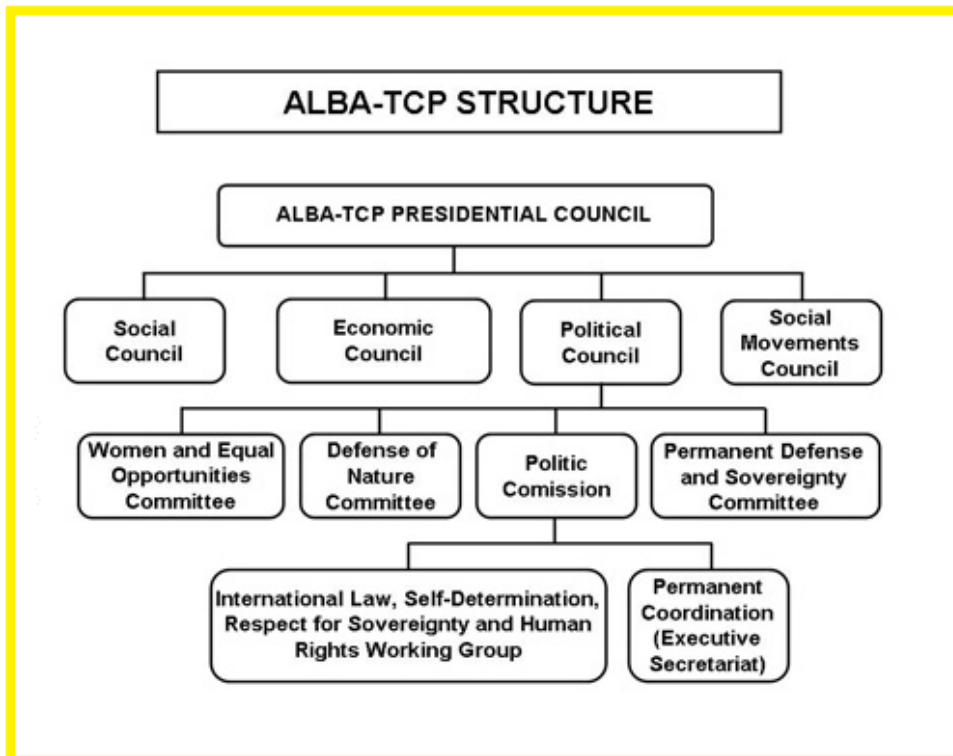 ALBA-TCP STRUCTURE
ALBA-TCP PRESIDENTIAL COUNCIL
Social
Council
Economic
Council
Political
Council
Social
Movements
Council
Women and Equal
Opportunities
Committee
Defense of
Nature
Committee
Politic
Comission
Permanent Defense
and Sovereignty
Committee
International Law, Self-Determination,
Respect for Sovereignty and Human
Rights Working Group
Permanent
Coordination
(Executive
Secretariat)